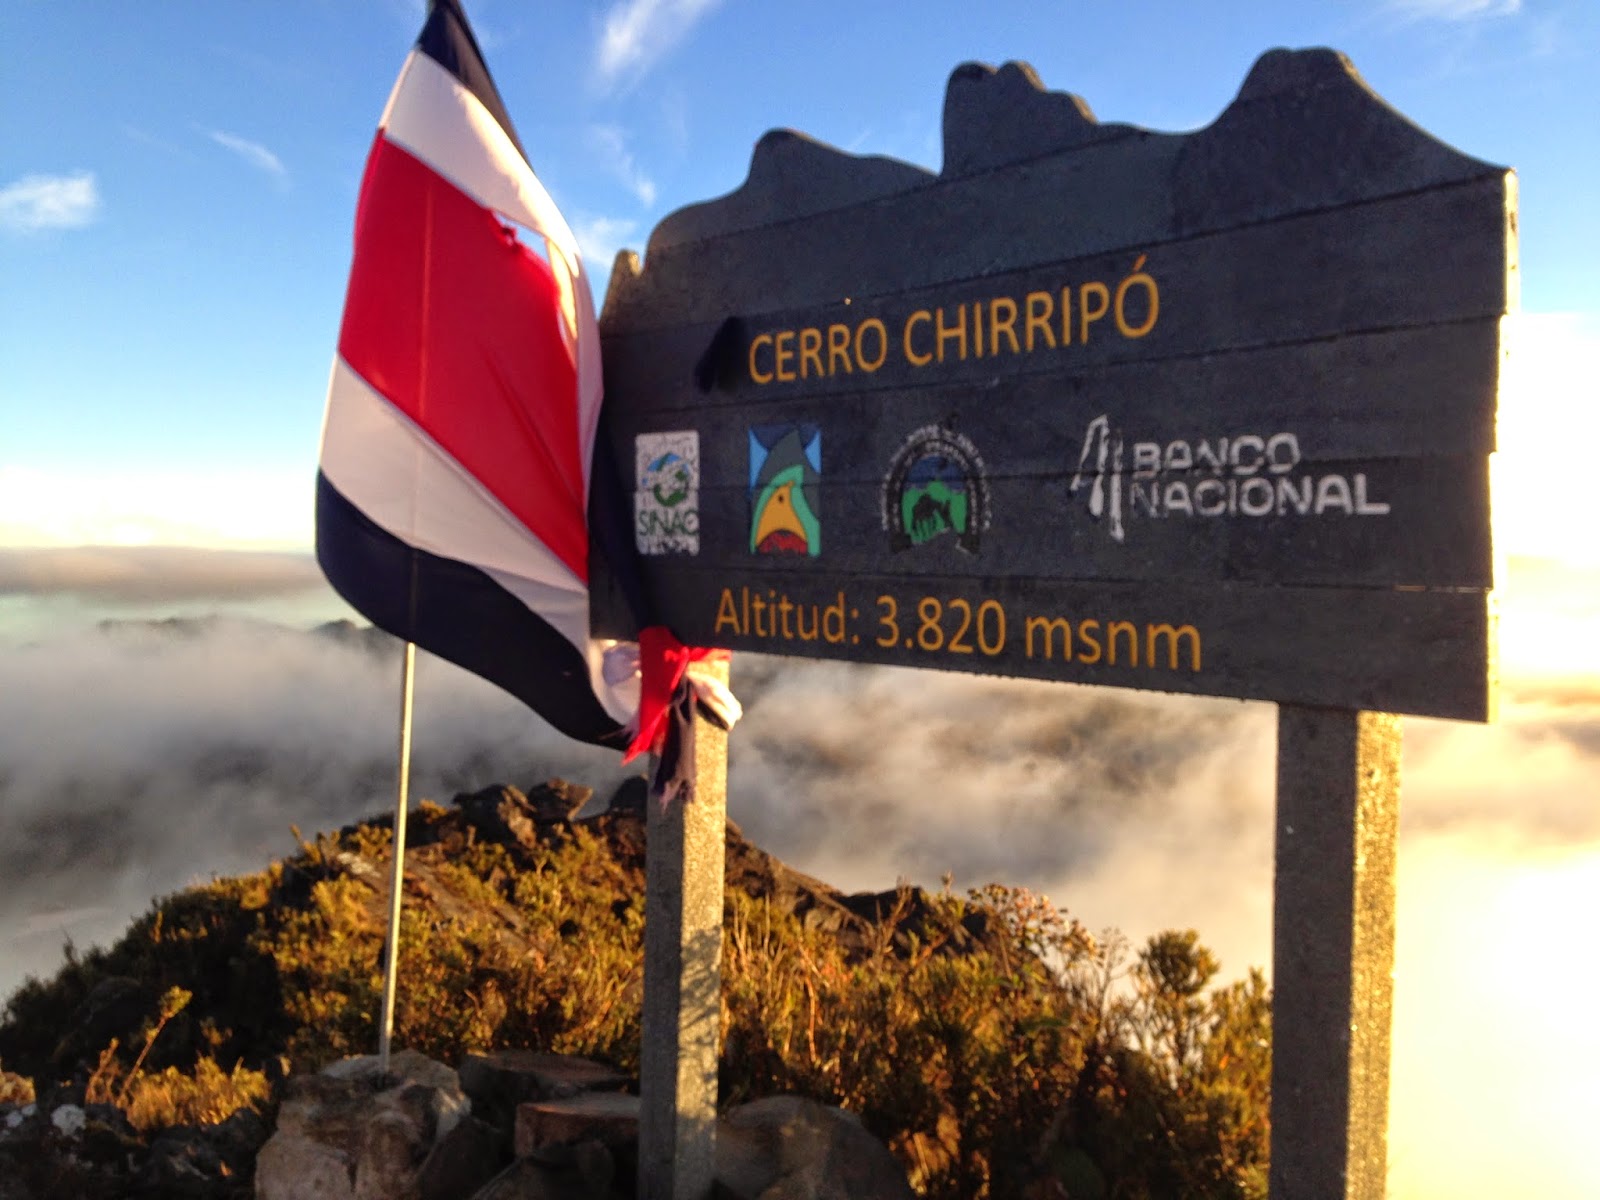 CERRO CHIRRIPÓ
SINAC
BANCO
NACIONAL
Altitud: 3.820 msnm